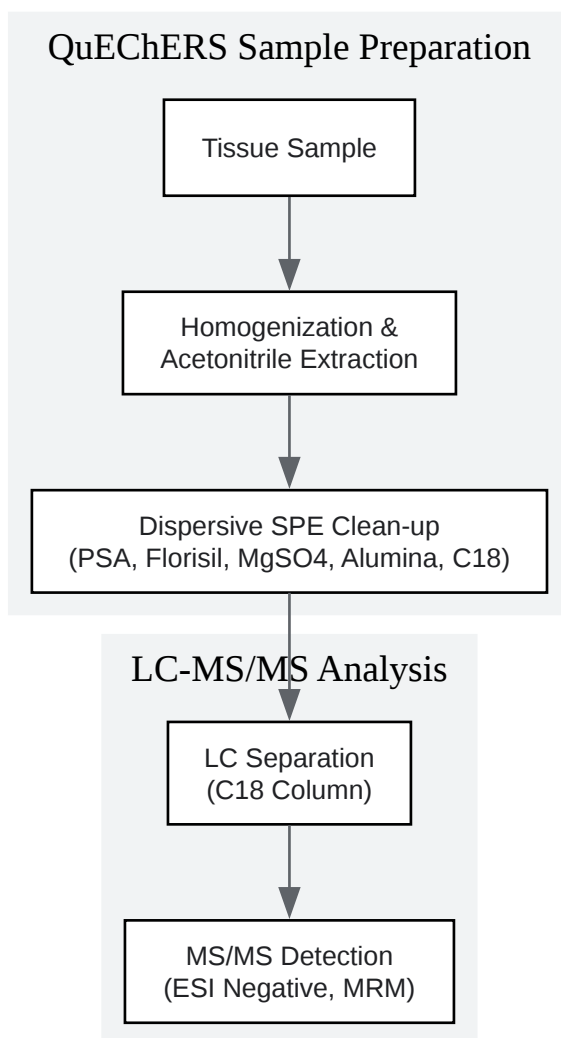 QuEChERS Sample Preparation
Tissue Sample
Homogenization &
Acetonitrile Extraction
Dispersive SPE Clean-up
(PSA, Florisil, MgSO4, Alumina, C18)
LC-MS/MS Analysis
LC Separation
(C18 Column)
MS/MS Detection
(ESI Negative, MRM)